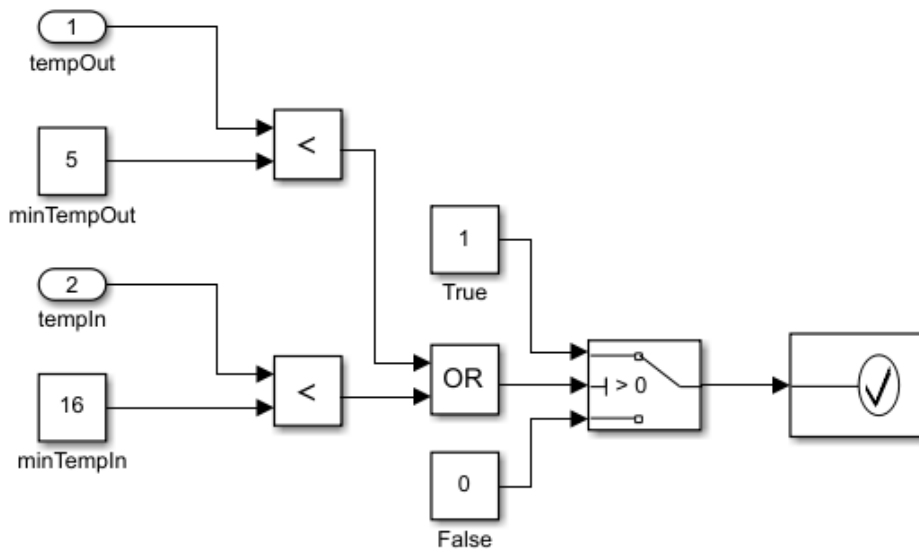 1
tempOut
<
5
minTempOut
1
True
2
tempIn
<
OR
> 0
16
minTempIn
0
False